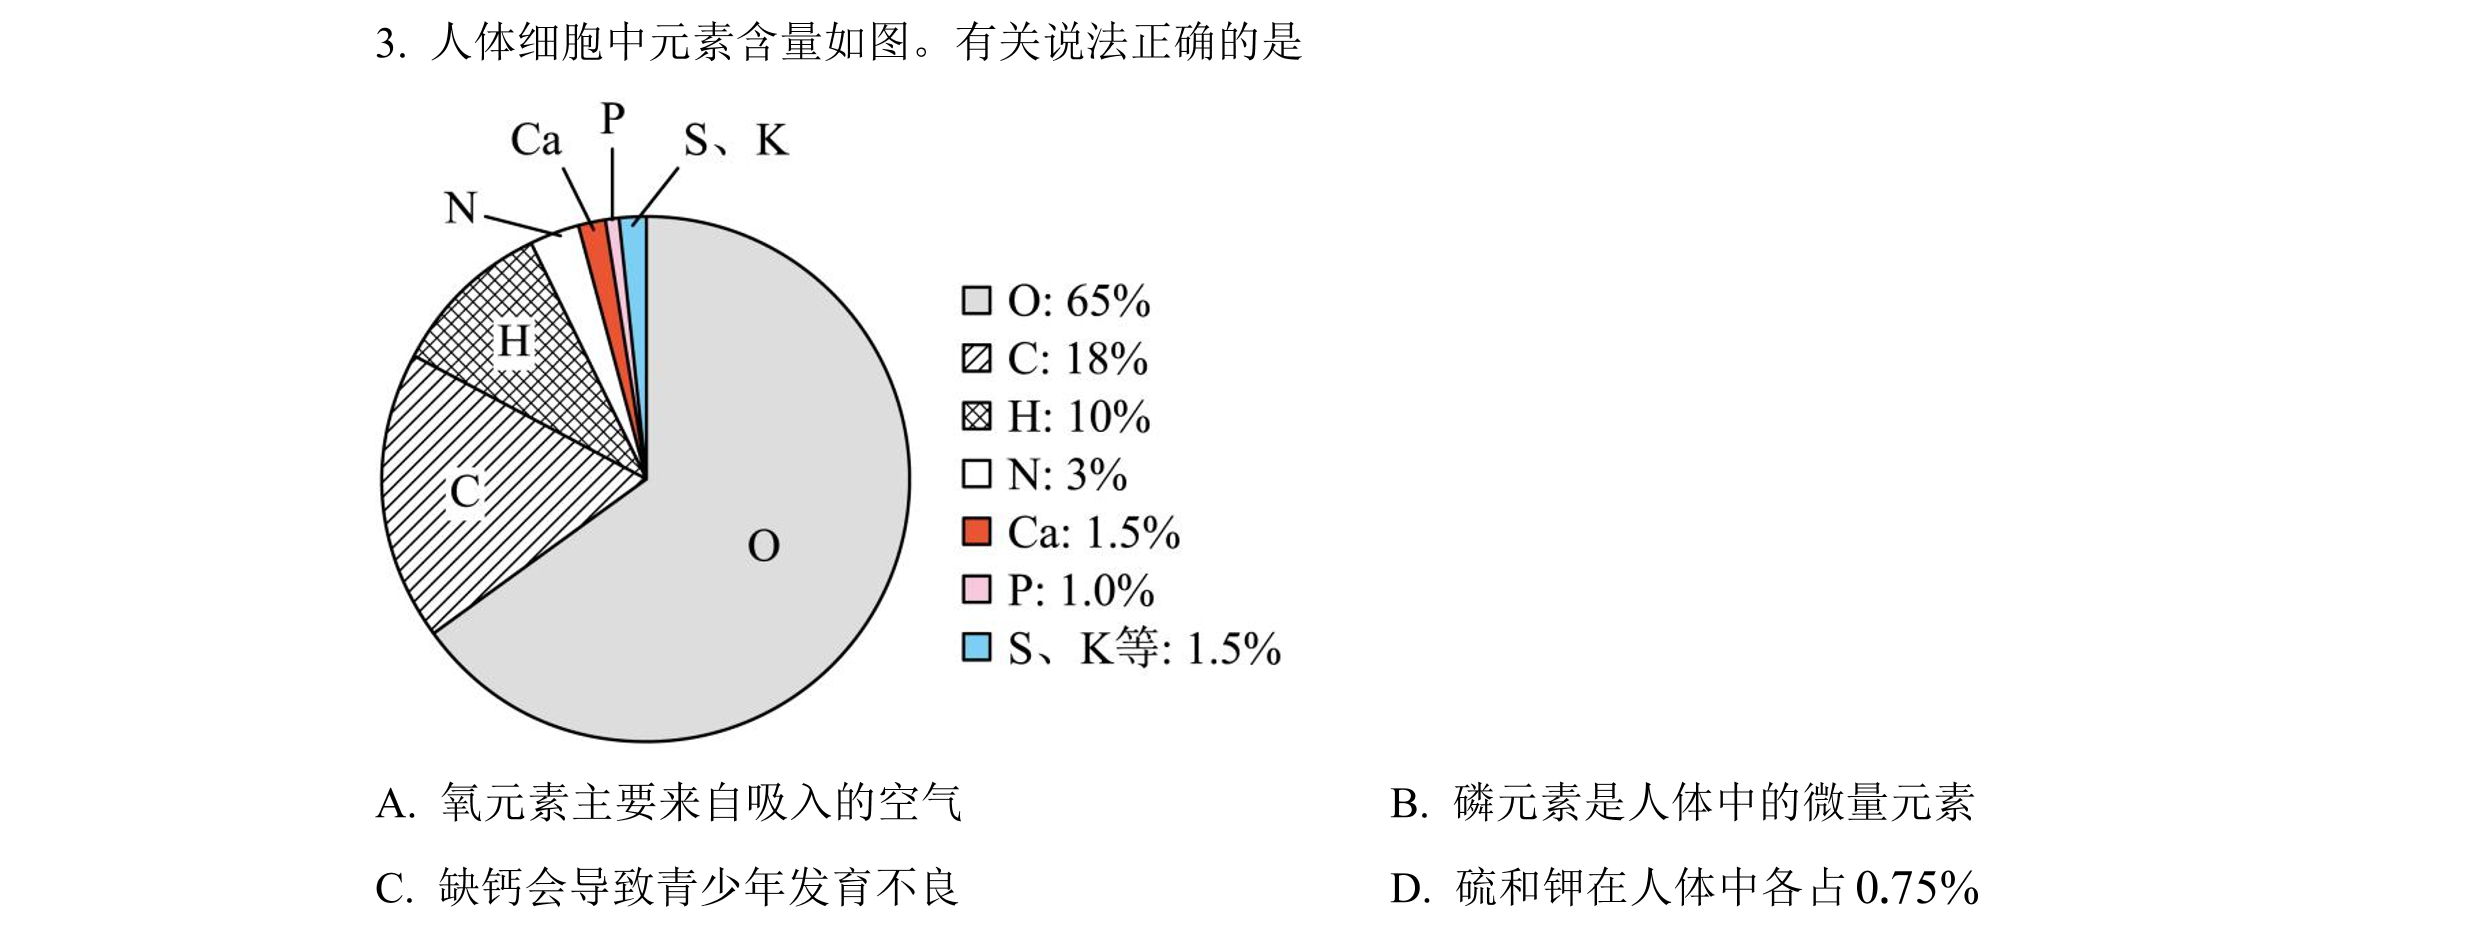 3. 人体细胞中元素含量如图。有关说法正确的是
Ca
P
S、K
N
H
C
O
O: 65%
C: 18%
H: 10%
N: 3%
Ca: 1.5%
P: 1.0%
S、K等: 1.5%
A. 氧元素主要来自吸入的空气
B. 磷元素是人体中的微量元素
C. 缺钙会导致青少年发育不良
D. 硫和钾在人体中各占0.75%